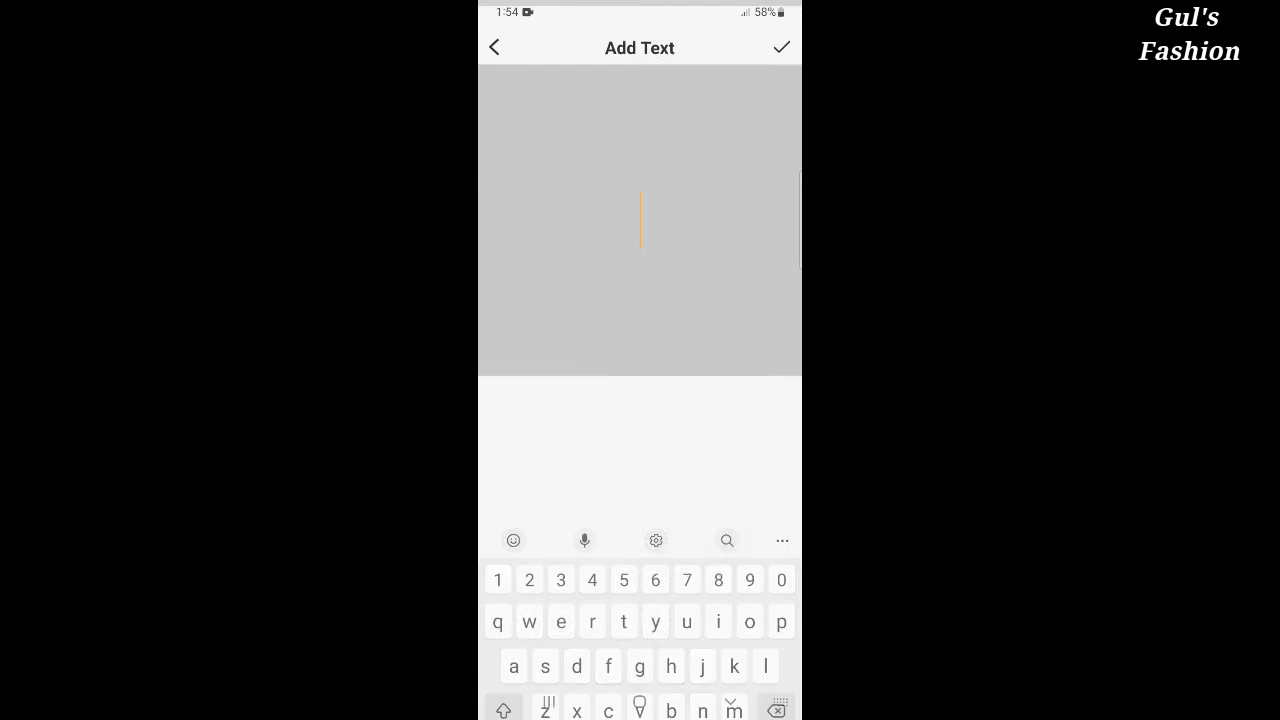 Gul's
Fashion
1:54 58%
Add Text
1 2 3 4 5 6 7 8 9 0
q w e r t y u i o p
a s d f g h j k l
z x c v b n m